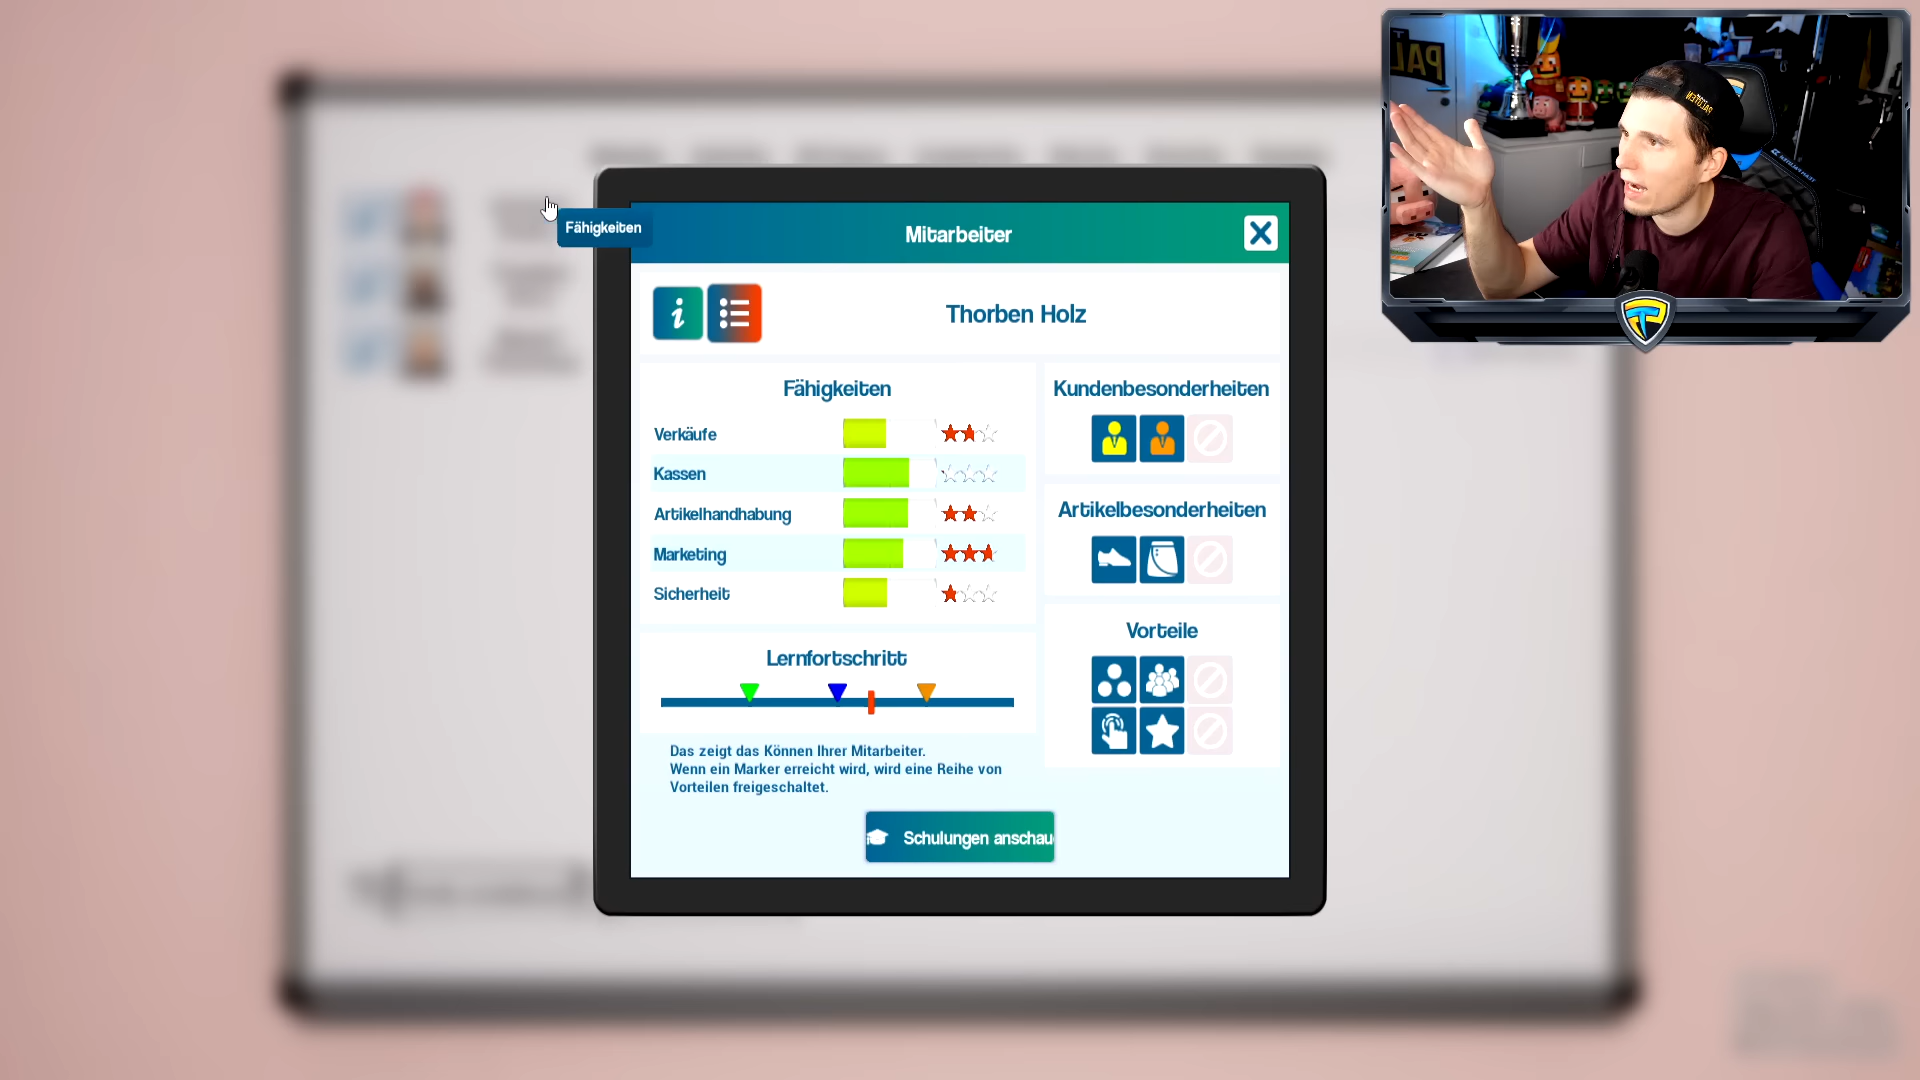 Fähigkeiten
Mitarbeiter
Thorben Holz
Fähigkeiten
Verkäufe
Kassen
Artikelhandhabung
Marketing
Sicherheit
Lernfortschritt
Das zeigt das Können Ihrer Mitarbeiter.
Wenn ein Marker erreicht wird, wird eine Reihe von
Vorteilen freigeschaltet.
Kundenbesonderheiten
Artikelbesonderheiten
Vorteile
Schulungen anschau
PAL